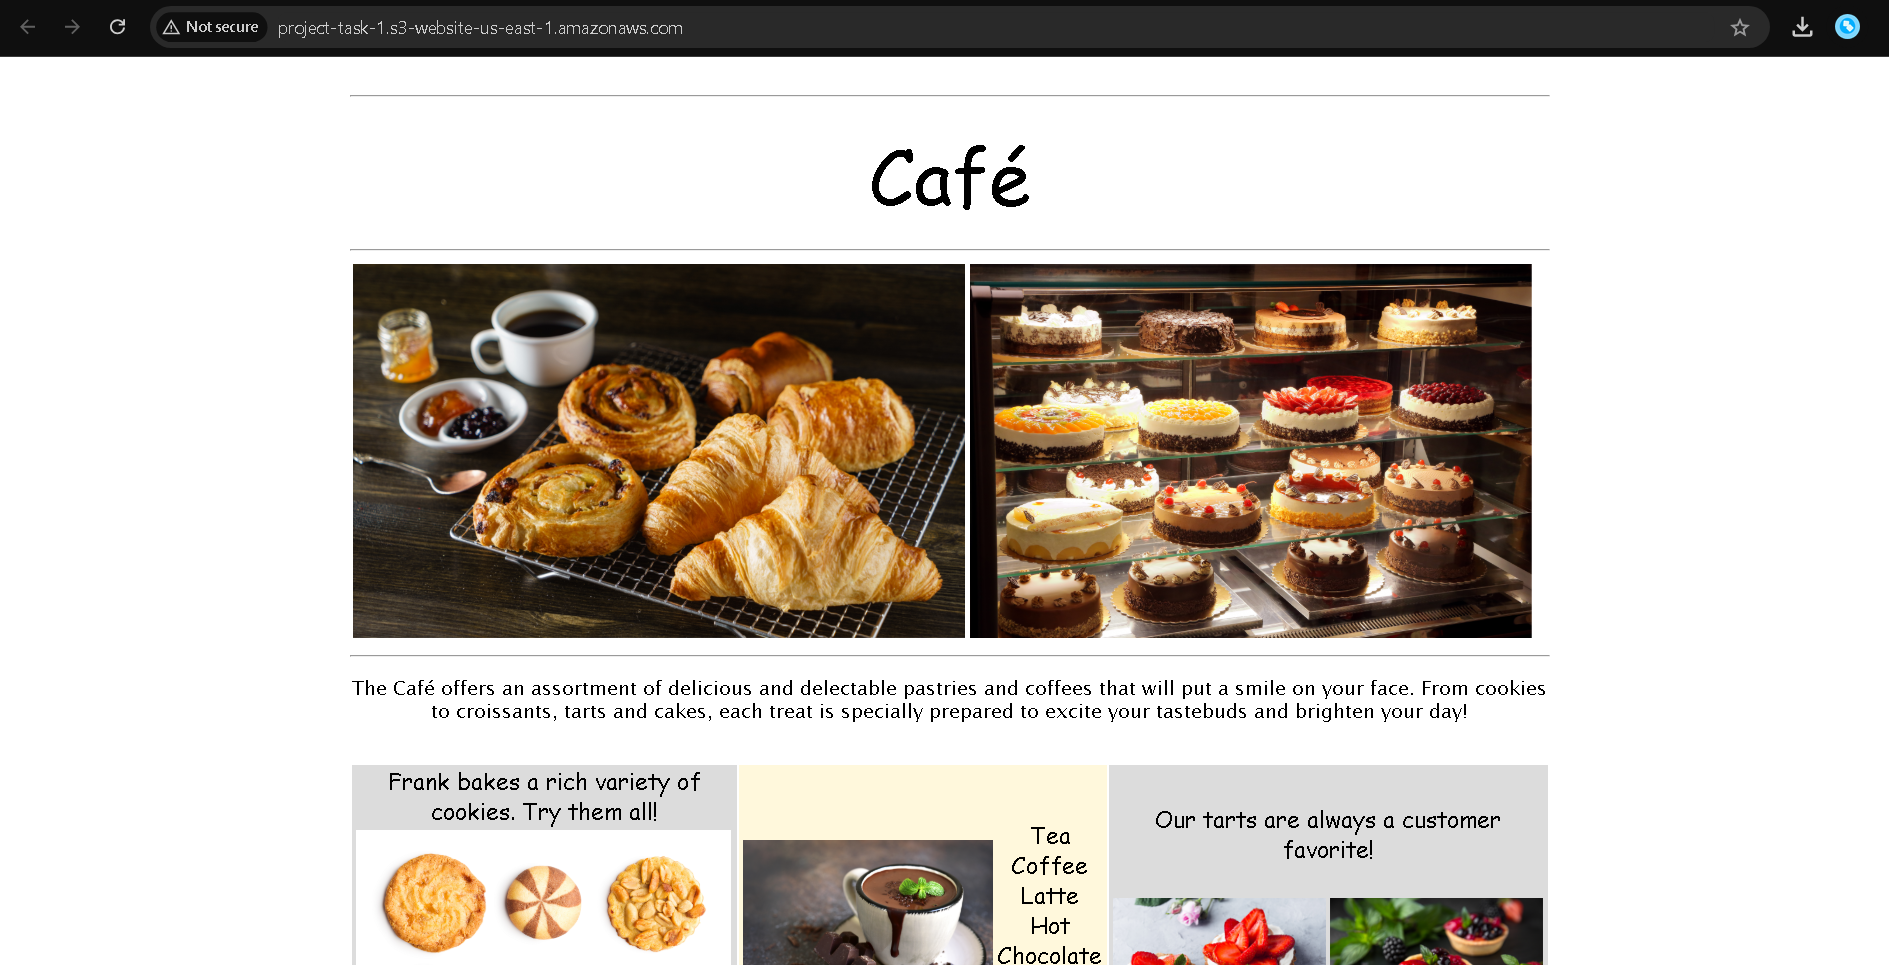 Not secure
project-task-1.s3-website-us-east-1.amazonaws.com
Café
The Café offers an assortment of delicious and delectable pastries and coffees that will put a smile on your face. From cookies
to croissants, tarts and cakes, each treat is specially prepared to excite your tastebuds and brighten your day!
Frank bakes a rich variety of
cookies. Try them all!
Tea
Coffee
Latte
Hot
Chocolate
Our tarts are always a customer
favorite!